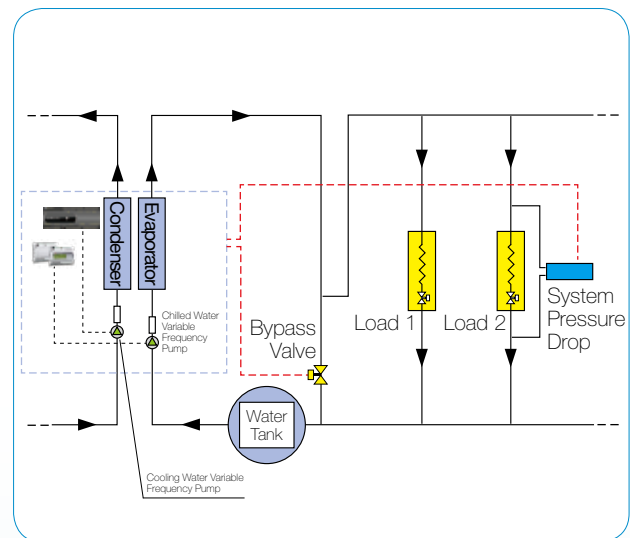 Condenser
Evaporator
Chilled Water
Variable
Frequency
Pump
Bypass
Valve
Load 1
Load 2
System
Pressure
Drop
Water
Tank
Cooling Water Variable
Frequency Pump